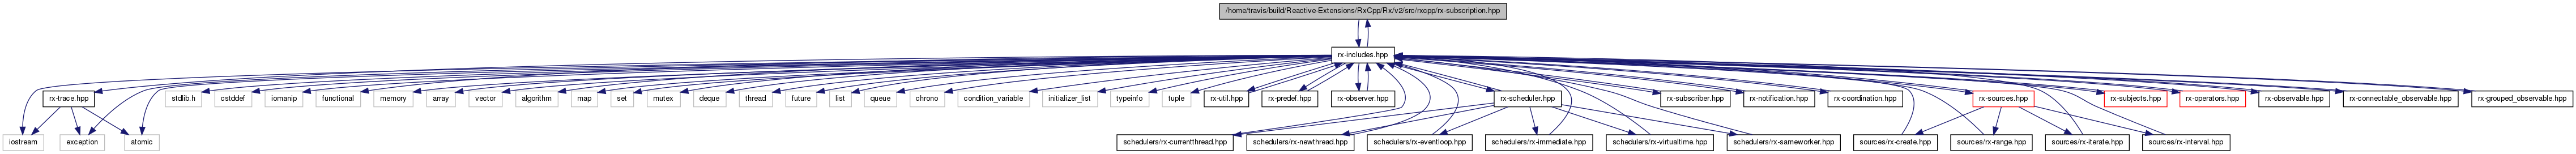 /home/travis/build/Reactive-Extensions/RxCpp/Rx/v2/src/rxcpp/rx-subscription.hpp
rx-includes.hpp
rx-trace.hpp
stdlib.h
cstddef
iomanip
functional
memory
array
vector
algorithm
map
set
mutex
deque
thread
future
list
queue
chrono
condition_variable
initializer_list
typeinfo
tuple
rx-util.hpp
rx-predef.hpp
rx-observer.hpp
rx-scheduler.hpp
rx-subscriber.hpp
rx-notification.hpp
rx-coordination.hpp
rx-sources.hpp
rx-subjects.hpp
rx-operators.hpp
rx-observable.hpp
rx-connectable_observable.hpp
rx-grouped_observable.hpp
iostream
exception
atomic
schedulers/rx-currentthread.hpp
schedulers/rx-newthread.hpp
schedulers/rx-eventloop.hpp
schedulers/rx-immediate.hpp
schedulers/rx-virtualtime.hpp
schedulers/rx-sameworker.hpp
sources/rx-create.hpp
sources/rx-range.hpp
sources/rx-iterate.hpp
sources/rx-interval.hpp